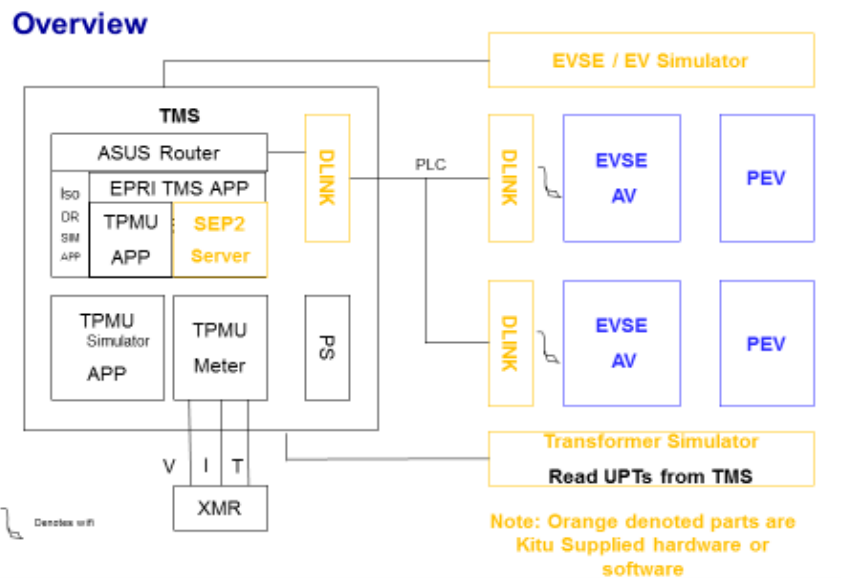 Overview
EVSE / EV Simulator
TMS
ASUS Router
DLINK
PLC
DLINK
EVSE
AV
PEV
Iso
DR
SIM
APP
EPRI TMS APP
TPMU
APP
SEP2
Server
TPMU
Simulator
APP
TPMU
Meter
PS
DLINK
EVSE
AV
PEV
Transformer Simulator
Read UPTs from TMS
V I T
XMR
Denotes wifi
Note: Orange denoted parts are
Kitu Supplied hardware or
software